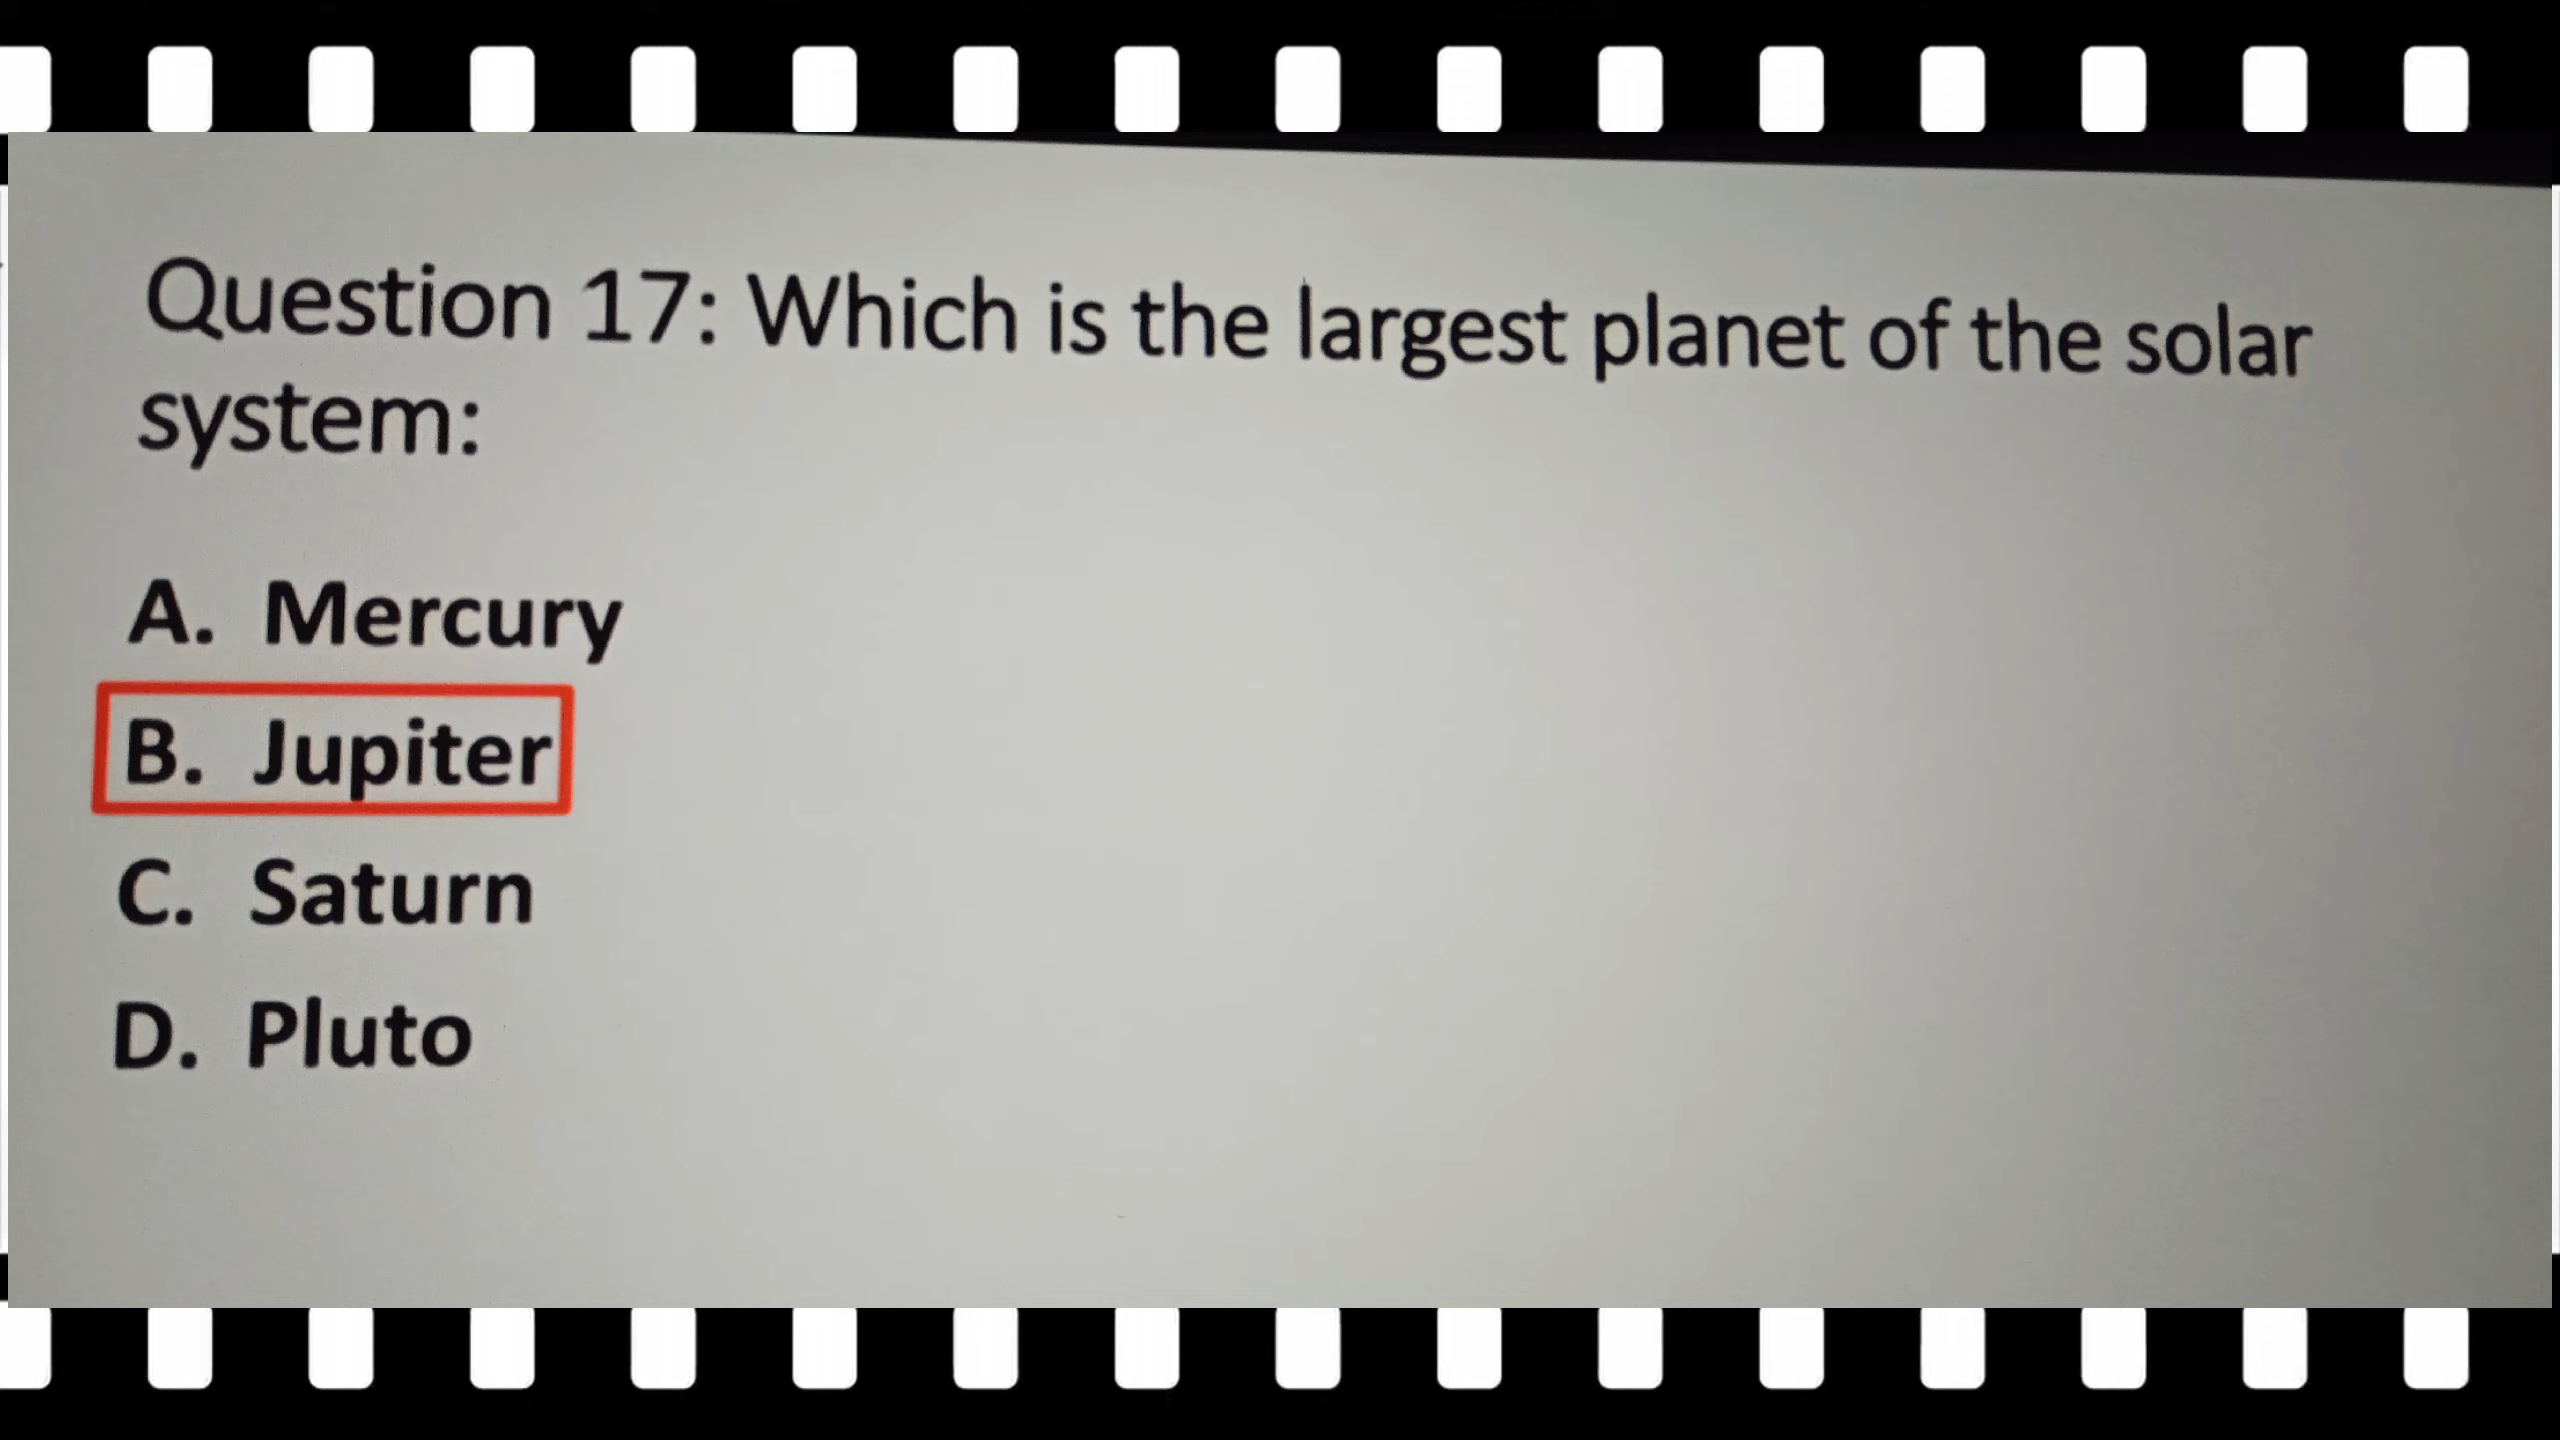 Question 17: Which is the largest planet of the solar
system:
A. Mercury
B. Jupiter
C. Saturn
D. Pluto